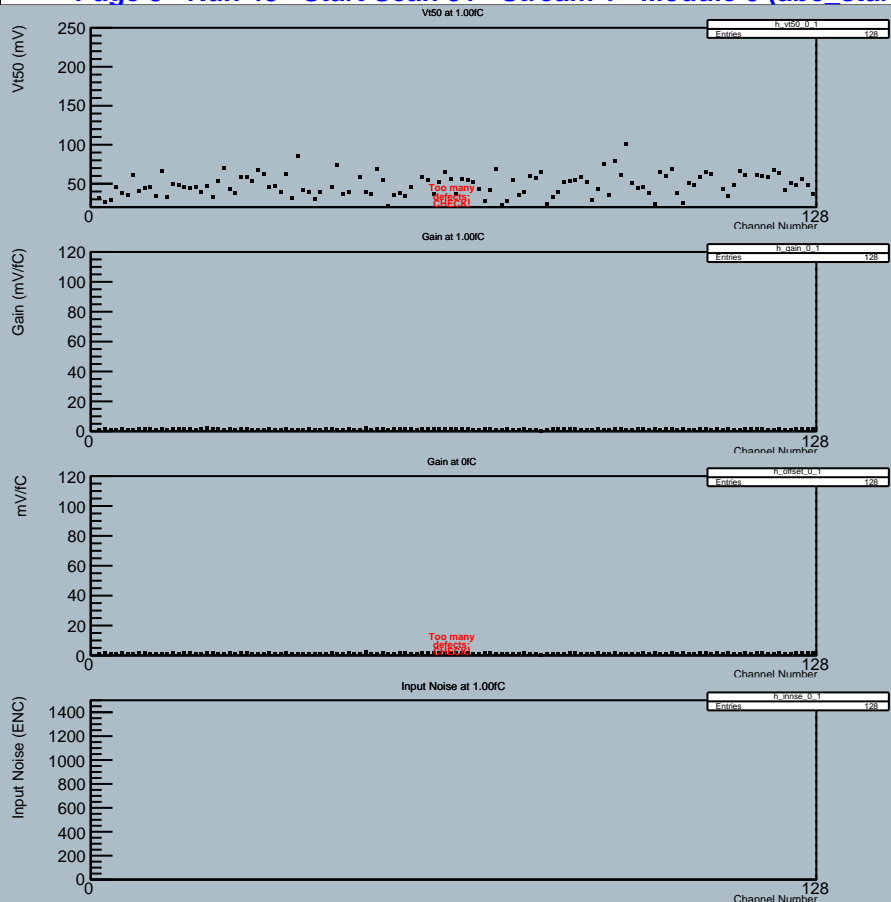 Vt50 at 1.00fC
h_vt50_0_1
Entries 128
Vt50 (mV)
250
200
150
100
50
Too many
defects:
CHECK!
0
128
Channel Number
Gain at 1.00fC
h_gain_0_1
Entries 128
Gain (mV/fC)
120
100
80
60
40
20
0
0
128
Channel Number
Gain at 0fC
h_offset_0_1
Entries 128
mV/fC
120
100
80
60
40
20
Too many
defects:
CHECK!
0
0
128
Channel Number
Input Noise at 1.00fC
h_innse_0_1
Entries 128
Input Noise (ENC)
1400
1200
1000
800
600
400
200
0
0
128
Channel Number